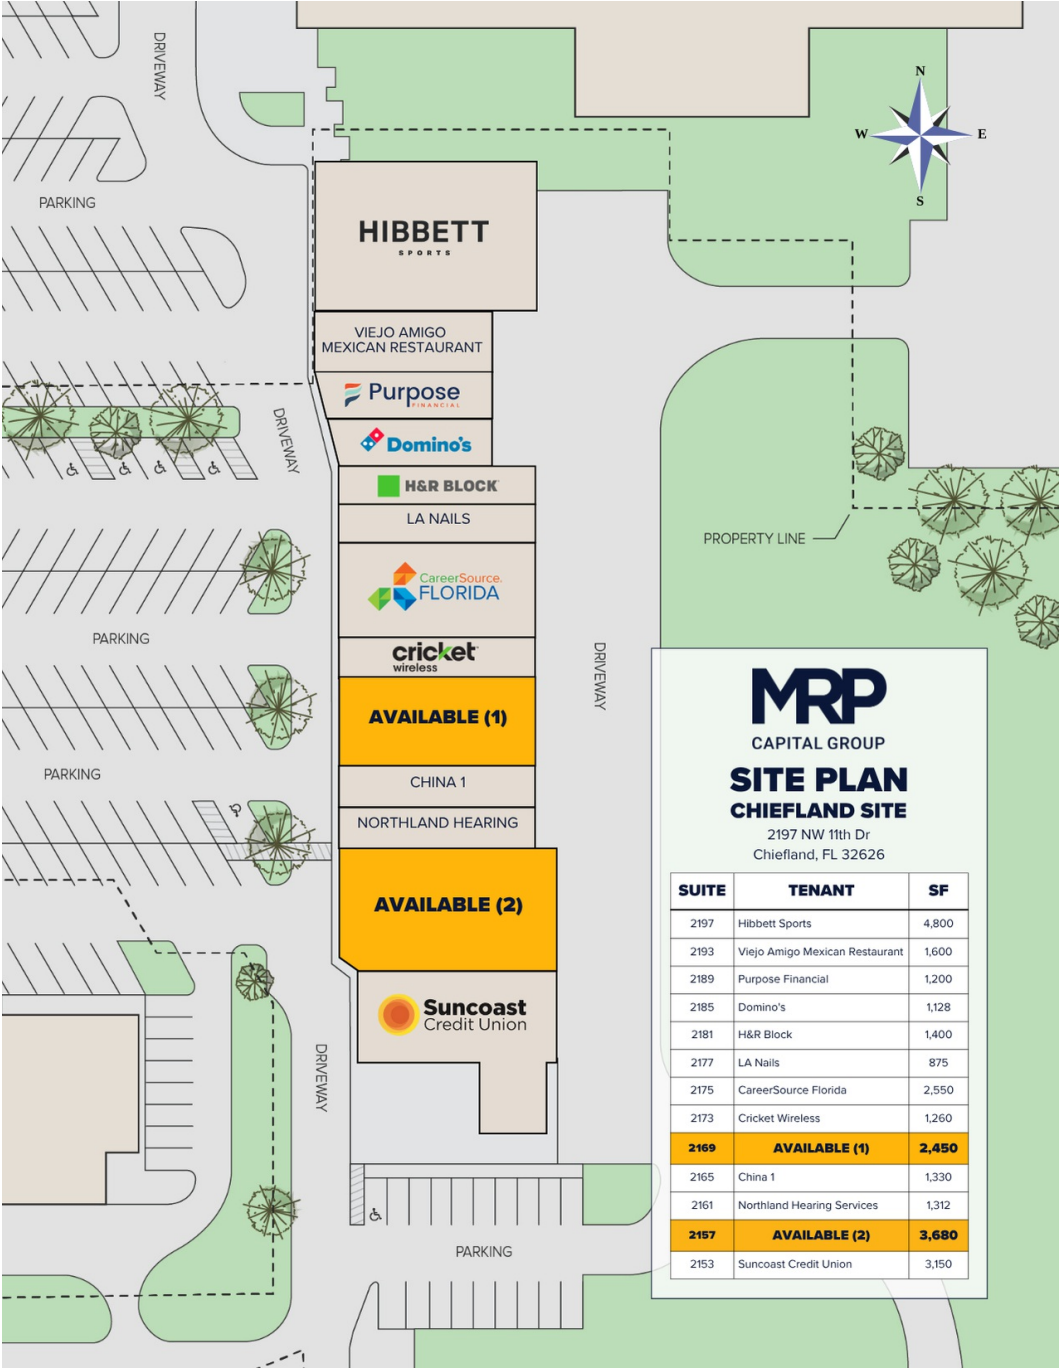 DRIVEWAY
N
W E
S
PARKING
HIBBETT
SPORTS
VIEJO AMIGO
MEXICAN RESTAURANT
Purpose
FINANCIAL
DRIVEWAY
Domino's
H&R BLOCK
LA NAILS
PROPERTY LINE
CareerSource.
FLORIDA
PARKING
cricket
wireless
DRIVEWAY
AVAILABLE (1)
PARKING
CHINA 1
NORTHLAND HEARING
AVAILABLE (2)
Suncoast
Credit Union
DRIVEWAY
PARKING
MRP
CAPITAL GROUP
SITE PLAN
CHIEFLAND SITE
2197 NW 11th Dr
Chiefland, FL 32626
SUITE TENANT SF
2197 Hibbett Sports 4,800
2193 Viejo Amigo Mexican Restaurant 1,600
2189 Purpose Financial 1,200
2185 Domino's 1,128
2181 H&R Block 1,400
2177 LA Nails 875
2175 CareerSource Florida 2,550
2173 Cricket Wireless 1,260
2169 AVAILABLE (1) 2,450
2165 China 1 1,330
2161 Northland Hearing Services 1,312
2157 AVAILABLE (2) 3,680
2153 Suncoast Credit Union 3,150